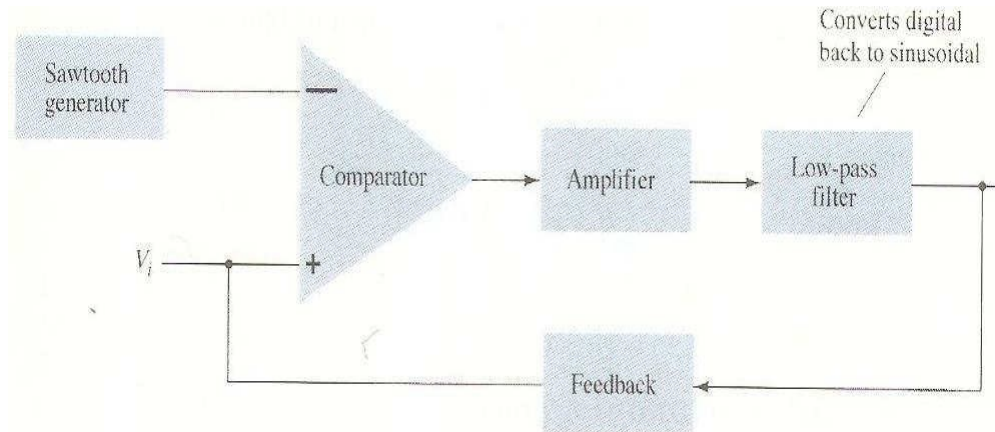 Converts digital
back to sinusoidal
Sawtooth
generator
−
Comparator
Amplifier
Low-pass
filter
Vi
+
Feedback